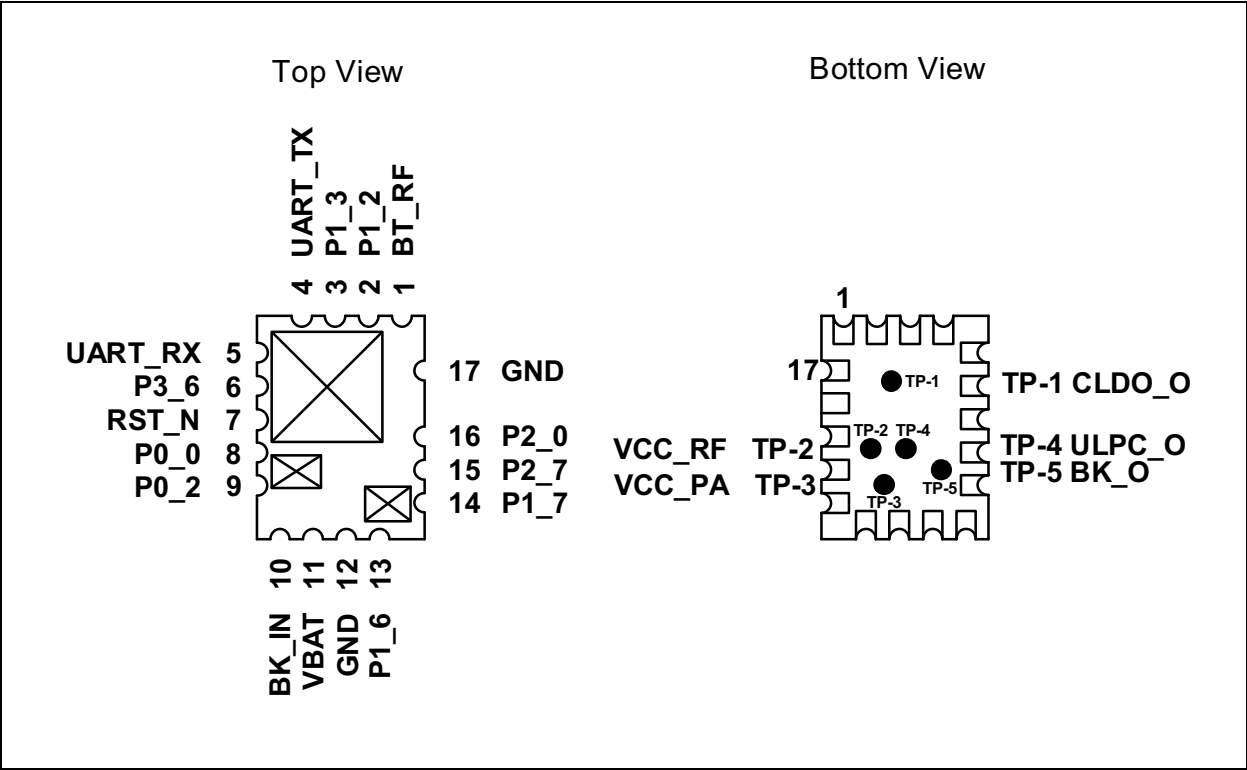 Top View
Bottom View
UART_TX
P1_3
P1_2
BT_RF
4
3
2
1
UART_RX 5
P3_6 6
RST_N 7
P0_0 8
P0_2 9
17 GND
16 P2_0
15 P2_7
14 P1_7
10
11
12
13
BK_IN
VBAT
GND
P1_6
1
17
TP-1
TP-1 CLDO_O
TP-2 TP-4
VCC_RF TP-2
TP-4 ULPC_O
TP-5 BK_O
VCC_PA TP-3
TP-5
TP-3